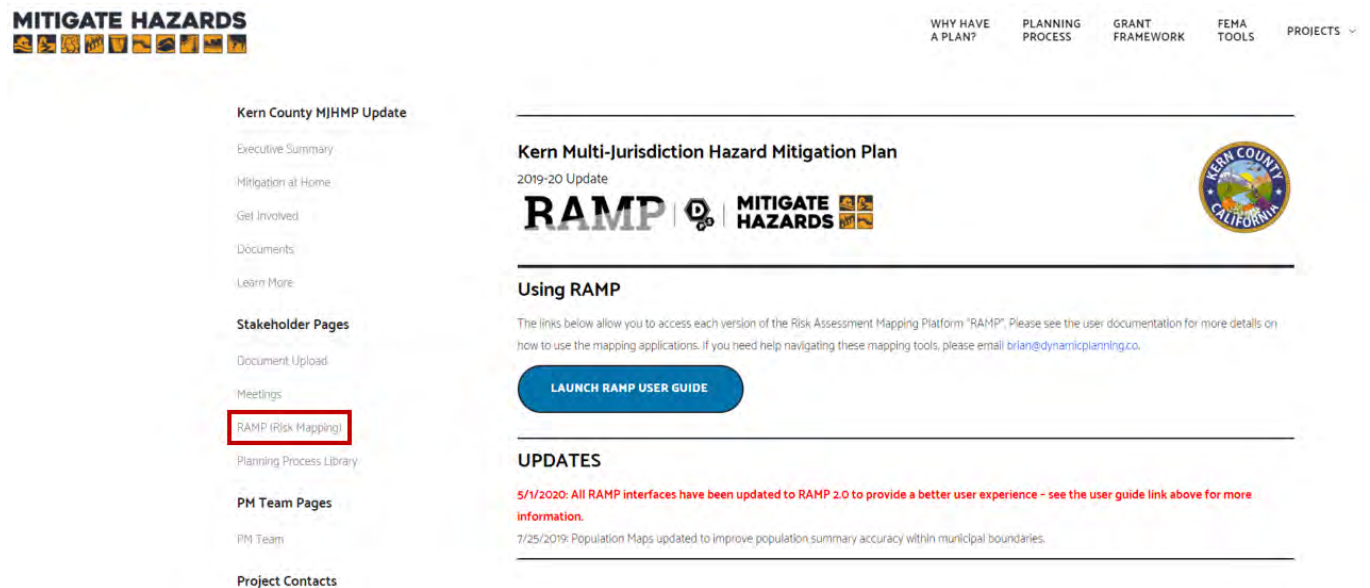 MITIGATE HAZARDS
WHY HAVE
A PLAN?
PLANNING
PROCESS
GRANT
FRAMEWORK
FEMA
TOOLS
PROJECTS
Kern County MJHMP Update
Executive Summary
Mitigation at Home
Get Involved
Documents
Learn More
Stakeholder Pages
Document Upload
Meetings
RAMP (Risk Mapping)
Planning Process Library
PM Team Pages
PM Team
Project Contacts
Kern Multi-Jurisdiction Hazard Mitigation Plan
2019-20 Update
RAMP
MITIGATE
HAZARDS
KERN COUNTY
CALIFORNIA
Using RAMP
The links below allow you to access each version of the Risk Assessment Mapping Platform "RAMP". Please see the user documentation for more details on
how to use the mapping applications. If you need help navigating these mapping tools, please email brian@dynamicplanning.co.
LAUNCH RAMP USER GUIDE
UPDATES
5/1/2020: All RAMP interfaces have been updated to RAMP 2.0 to provide a better user experience – see the user guide link above for more
information.
7/25/2019: Population Maps updated to improve population summary accuracy within municipal boundaries.